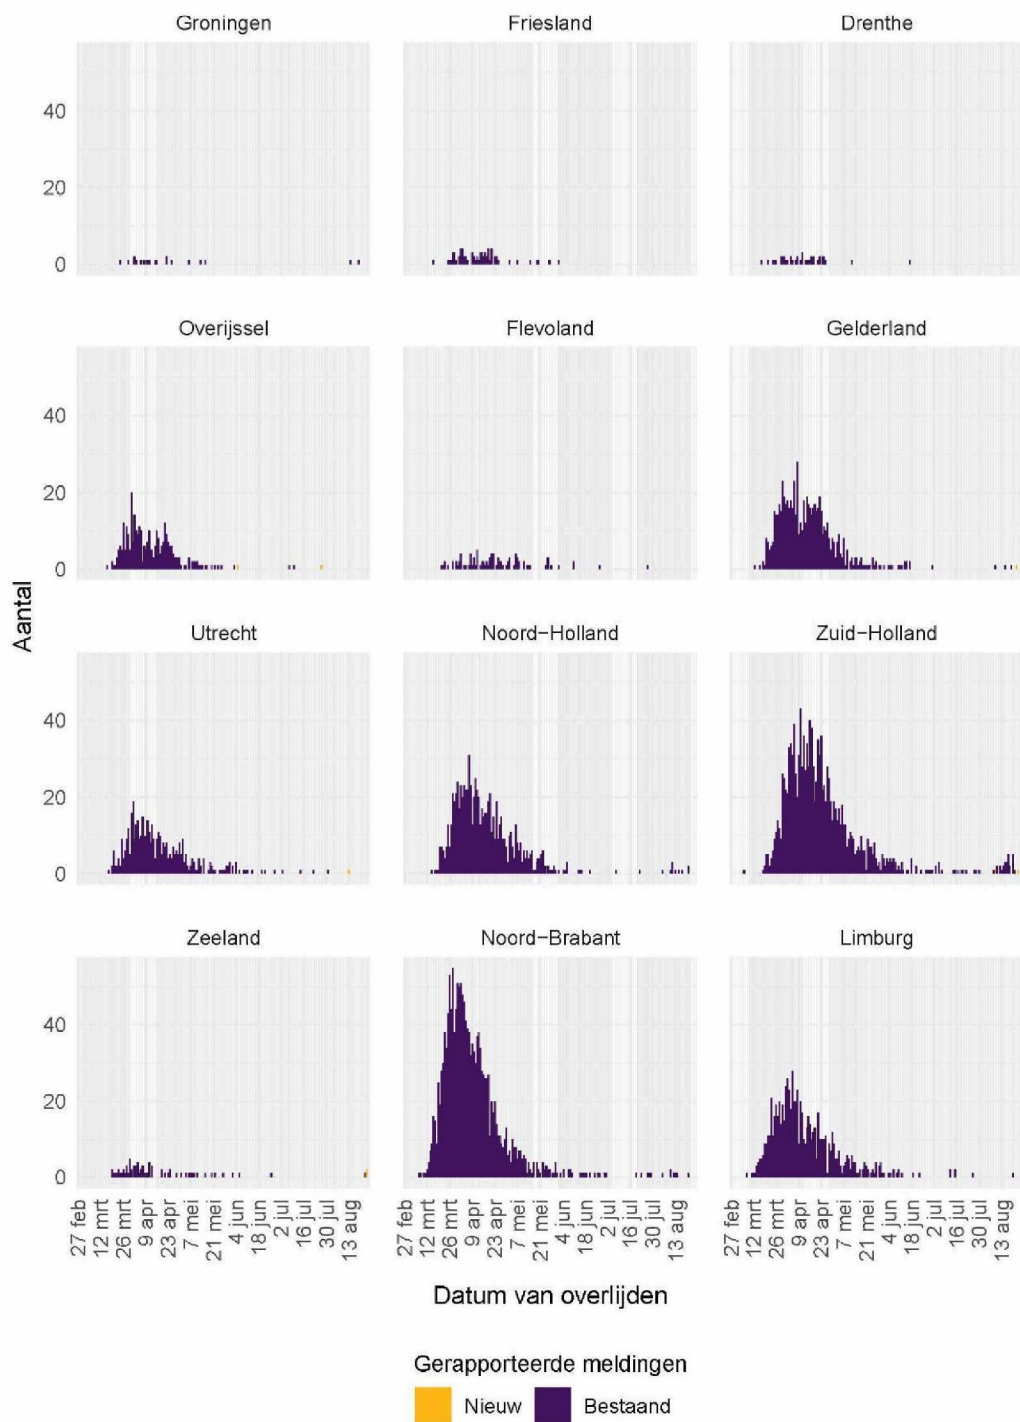 Groningen
Friesland
Drenthe
40
20
0
Overijssel
Flevoland
Gelderland
40
20
0
Aantal
Utrecht
Noord−Holland
Zuid−Holland
40
20
0
Zeeland
Noord−Brabant
Limburg
40
20
0
27 feb
12 mrt
26 mrt
9 apr
23 apr
7 mei
21 mei
4 jun
18 jun
2 jul
16 jul
30 jul
13 aug
27 feb
12 mrt
26 mrt
9 apr
23 apr
7 mei
21 mei
4 jun
18 jun
2 jul
16 jul
30 jul
13 aug
27 feb
12 mrt
26 mrt
9 apr
23 apr
7 mei
21 mei
4 jun
18 jun
2 jul
16 jul
30 jul
13 aug
Datum van overlijden
Gerapporteerde meldingen
Nieuw
Bestaand